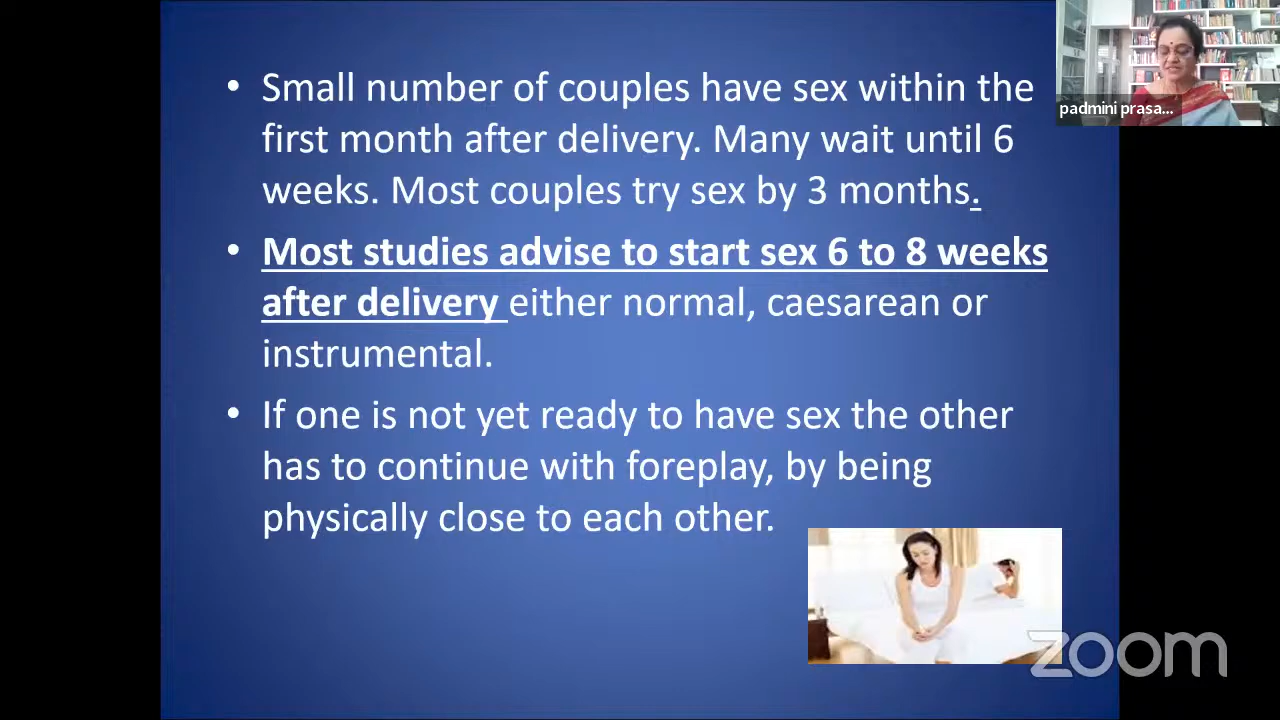 • Small number of couples have sex within the
first month after delivery. Many wait until 6
weeks. Most couples try sex by 3 months.
• Most studies advise to start sex 6 to 8 weeks
after delivery either normal, caesarean or
instrumental.
• If one is not yet ready to have sex the other
has to continue with foreplay, by being
physically close to each other.
padmini prasa...
zoom